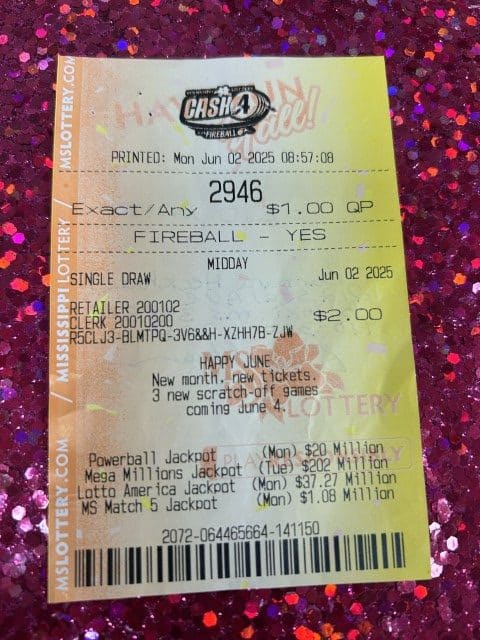 MSLOTTERY.COM
MISSISSIPPI LOTTERY
MSLOTTERY.COM
CASH 4
FIREBALL
PRINTED: Mon Jun 02 2025 08:57:08
2946
Exact/Any $1.00 QP
FIREBALL - YES
MIDDAY
SINGLE DRAW Jun 02 2025
RETAILER 200102
CLERK 20010200 $2.00
R5CLJ3-BLMTPQ-3V6&&H-XZHH7B-ZJW
HAPPY JUNE
New month, new tickets.
3 new scratch-off games
coming June 4.
LOTTERY
Powerball Jackpot (Mon) $20 Million
Mega Millions Jackpot (Tue) $202 Million
Lotto America Jackpot (Mon) $37.27 Million
MS Match 5 Jackpot (Mon) $1.08 Million
2072-064465664-141150